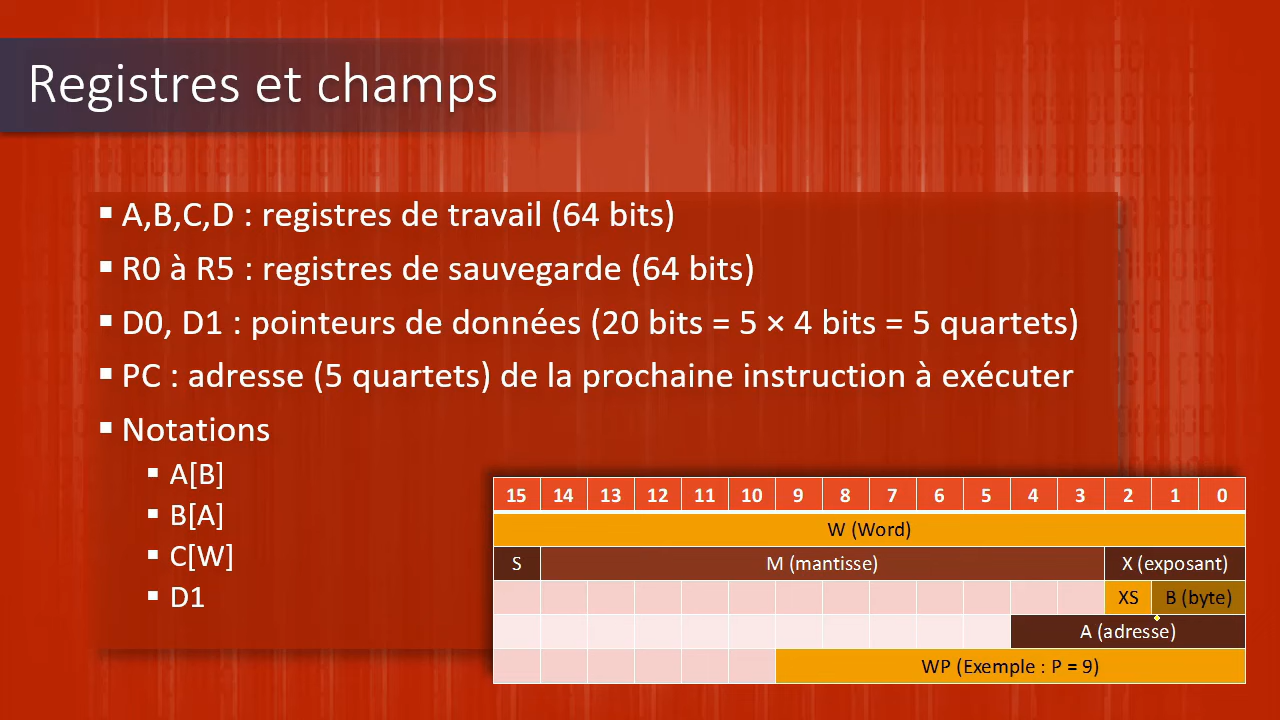 Registres et champs
A,B,C,D : registres de travail (64 bits)
R0 à R5 : registres de sauvegarde (64 bits)
D0, D1 : pointeurs de données (20 bits = 5 × 4 bits = 5 quartets)
PC : adresse (5 quartets) de la prochaine instruction à exécuter
Notations
A[B]
B[A]
C[W]
D1
15 14 13 12 11 10 9 8 7 6 5 4 3 2 1 0
W (Word)
S M (mantisse) X (exposant)
XS B (byte)
A (adresse)
WP (Exemple : P = 9)